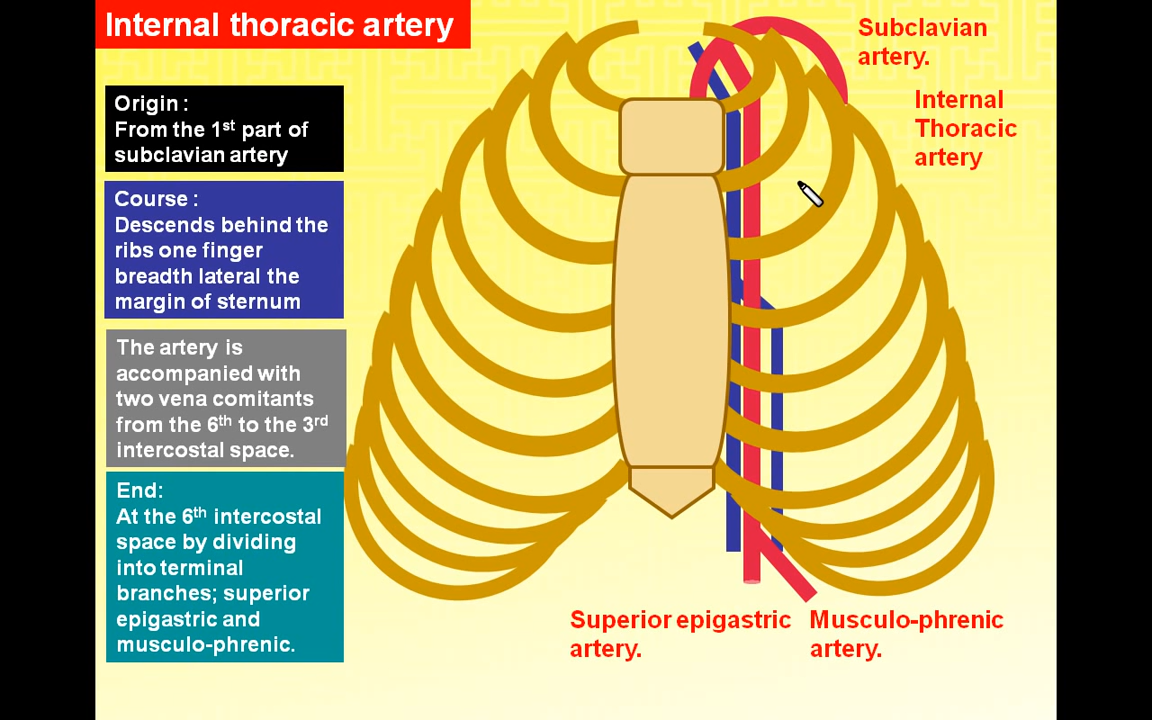 Internal thoracic artery
Origin :
From the 1st part of
subclavian artery
Course :
Descends behind the
ribs one finger
breadth lateral the
margin of sternum
The artery is
accompanied with
two vena comitants
from the 6th to the 3rd
intercostal space.
End:
At the 6th intercostal
space by dividing
into terminal
branches; superior
epigastric and
musculo-phrenic.
Subclavian
artery.
Internal
Thoracic
artery
Superior epigastric
artery.
Musculo-phrenic
artery.